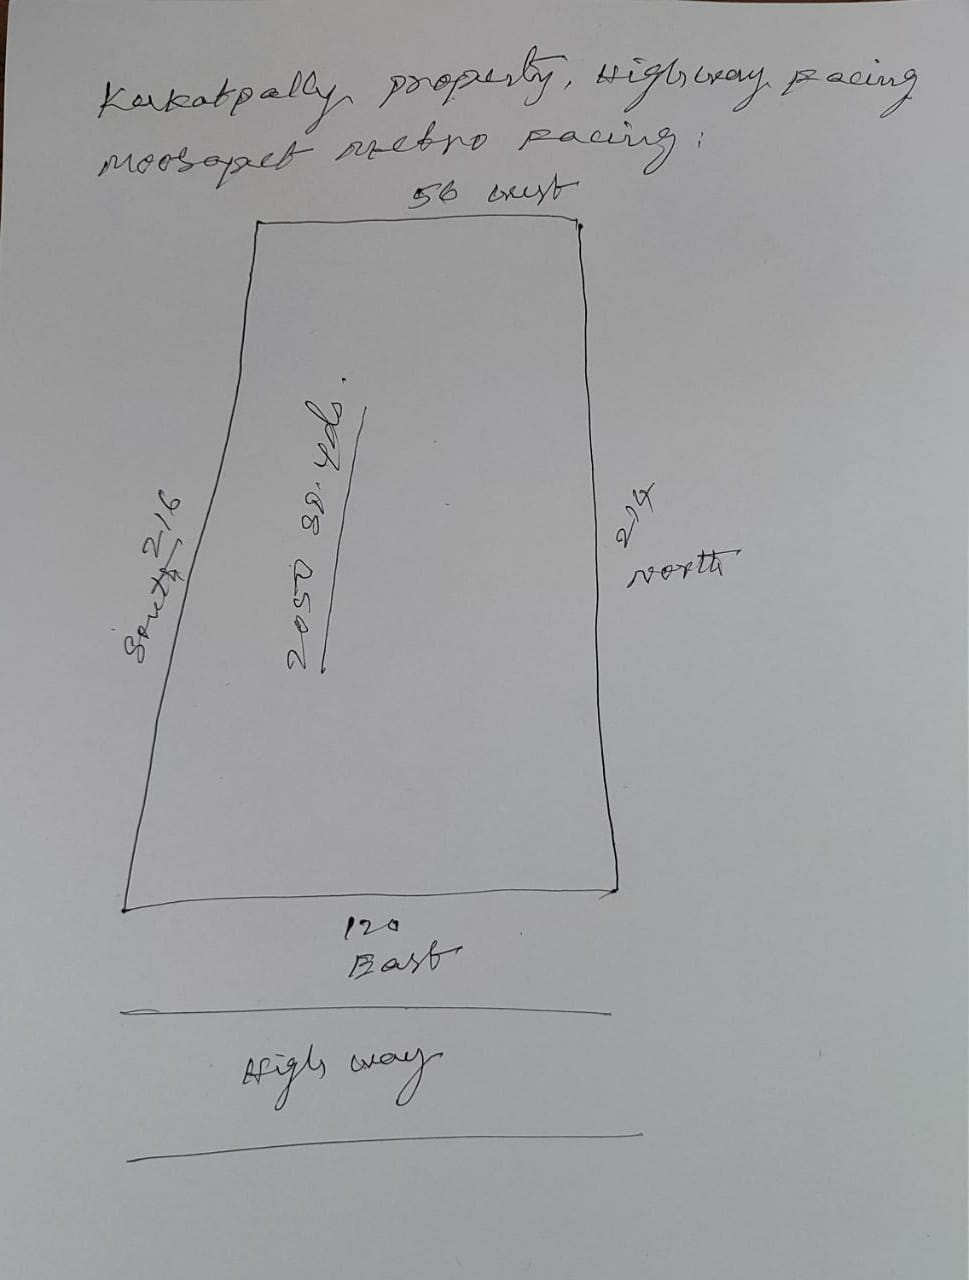 Kukatpally property, Highway Facing
Moosapet Metro Facing:
56 west
South 216
2050 SQ. Yds.
214
North
120
East
High way